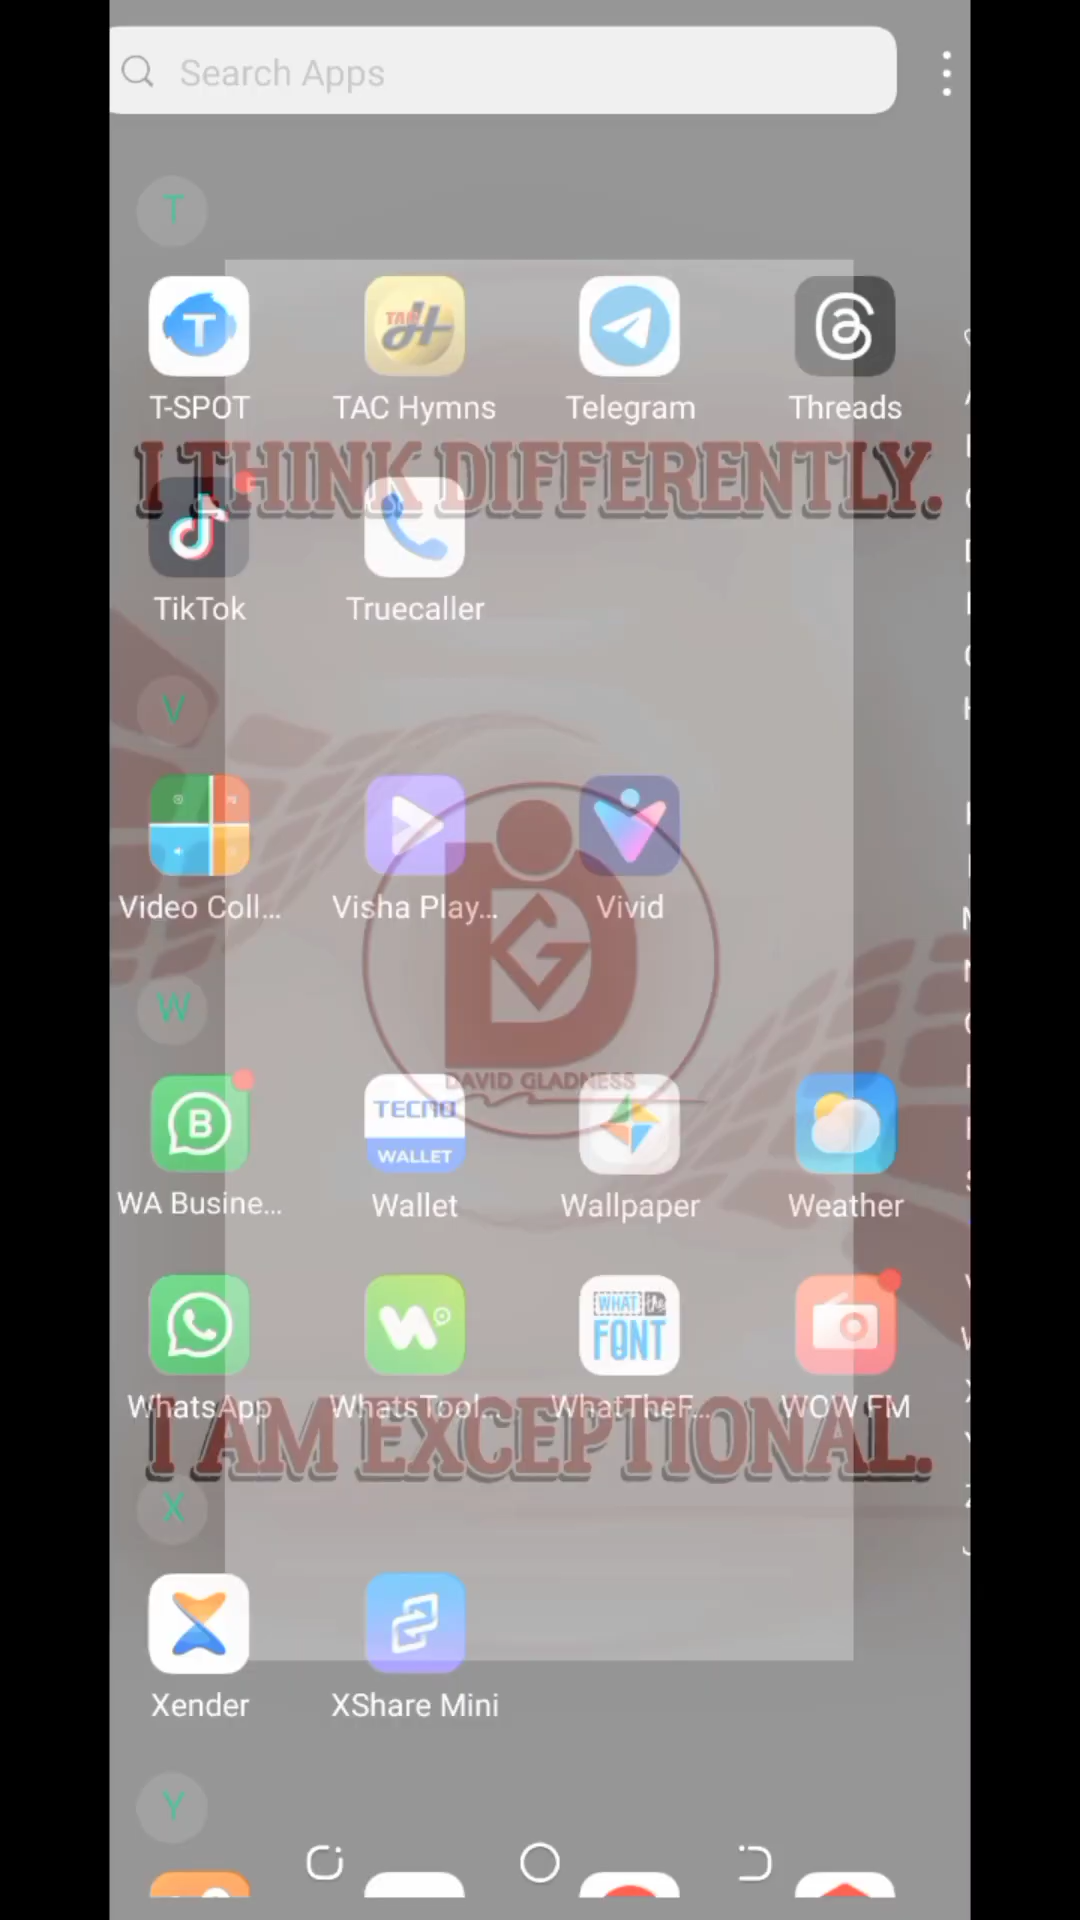 Search Apps
T
T
TAC
H
T-SPOT
TAC Hymns
Telegram
Threads
I THINK DIFFERENTLY.
TikTok
Truecaller
V
Video Coll...
Visha Play...
Vivid
DG
W
DAVID GLADNESS
B
TECNO
WALLET
WA Busine...
Wallet
Wallpaper
Weather
WHAT the
FONT
WhatsApp
WhatsTool...
WhatTheF...
WOW FM
I AM EXCEPTIONAL.
X
Xender
XShare Mini
Y